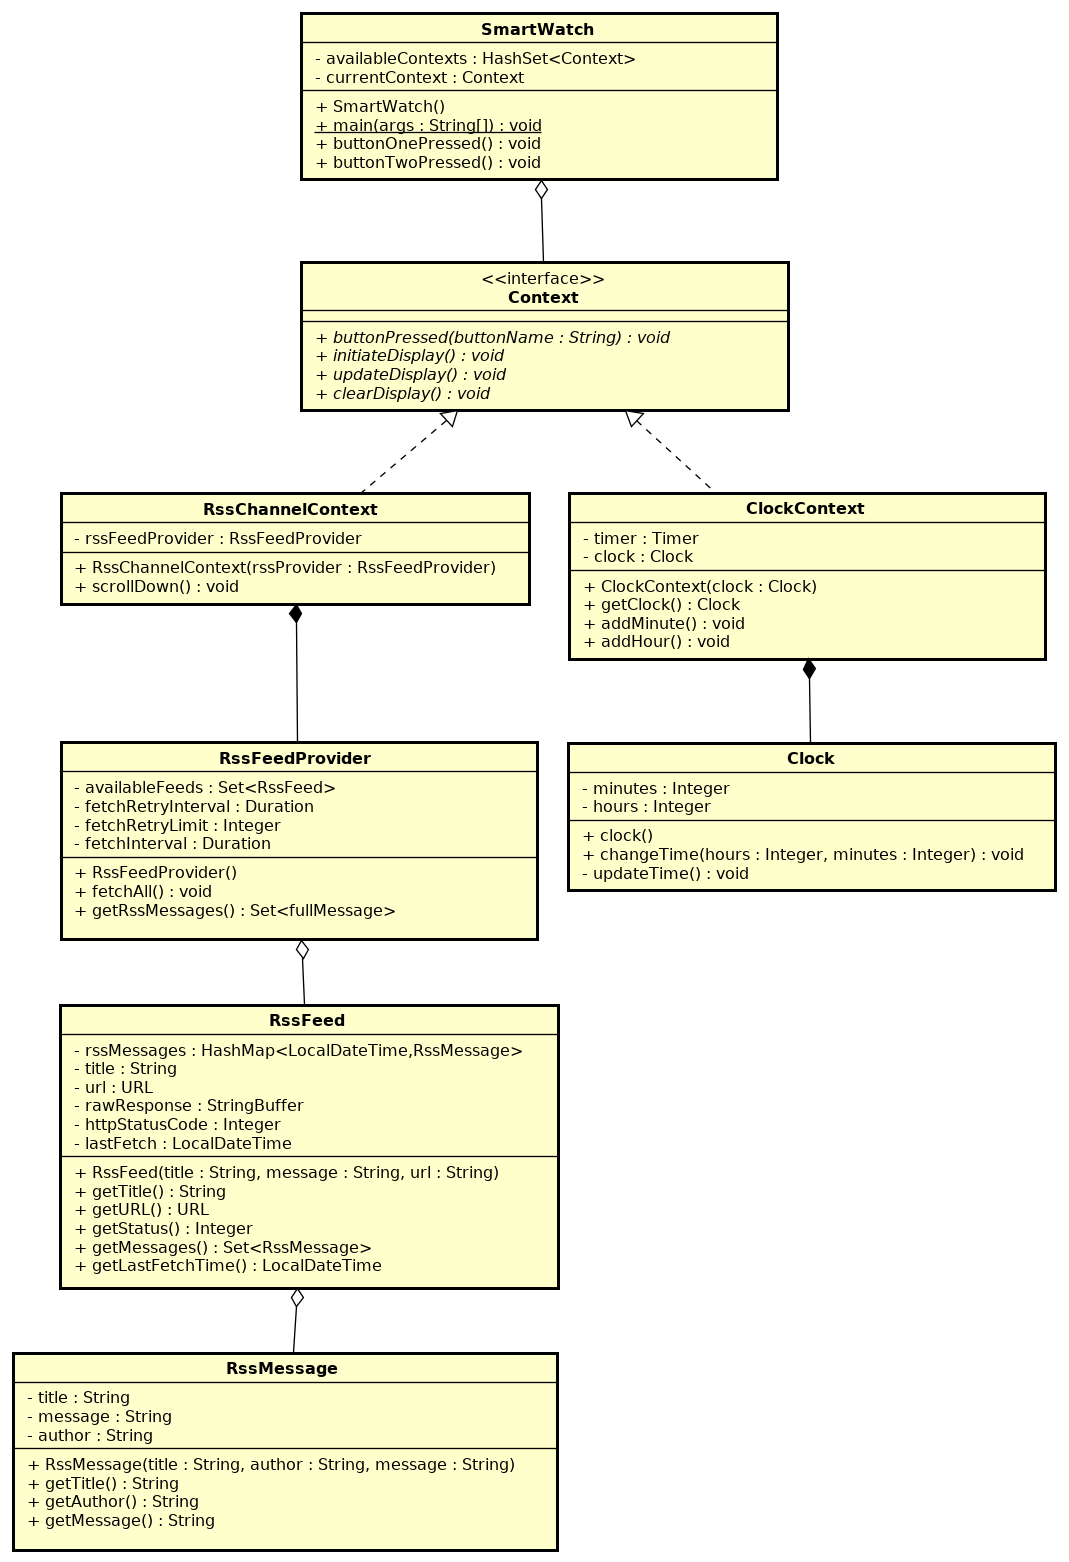 SmartWatch
- availableContexts : HashSet<Context>
- currentContext : Context
+ SmartWatch()
+ main(args : String[]) : void
+ buttonOnePressed() : void
+ buttonTwoPressed() : void
<<interface>>
Context
+ buttonPressed(buttonName : String) : void
+ initiateDisplay() : void
+ updateDisplay() : void
+ clearDisplay() : void
RssChannelContext
- rssFeedProvider : RssFeedProvider
+ RssChannelContext(rssProvider : RssFeedProvider)
+ scrollDown() : void
ClockContext
- timer : Timer
- clock : Clock
+ ClockContext(clock : Clock)
+ getClock() : Clock
+ addMinute() : void
+ addHour() : void
RssFeedProvider
- availableFeeds : Set<RssFeed>
- fetchRetryInterval : Duration
- fetchRetryLimit : Integer
- fetchInterval : Duration
+ RssFeedProvider()
+ fetchAll() : void
+ getRssMessages() : Set<fullMessage>
Clock
- minutes : Integer
- hours : Integer
+ clock()
+ changeTime(hours : Integer, minutes : Integer) : void
- updateTime() : void
RssFeed
- rssMessages : HashMap<LocalDateTime,RssMessage>
- title : String
- url : URL
- rawResponse : StringBuffer
- httpStatusCode : Integer
- lastFetch : LocalDateTime
+ RssFeed(title : String, message : String, url : String)
+ getTitle() : String
+ getURL() : URL
+ getStatus() : Integer
+ getMessages() : Set<RssMessage>
+ getLastFetchTime() : LocalDateTime
RssMessage
- title : String
- message : String
- author : String
+ RssMessage(title : String, author : String, message : String)
+ getTitle() : String
+ getAuthor() : String
+ getMessage() : String